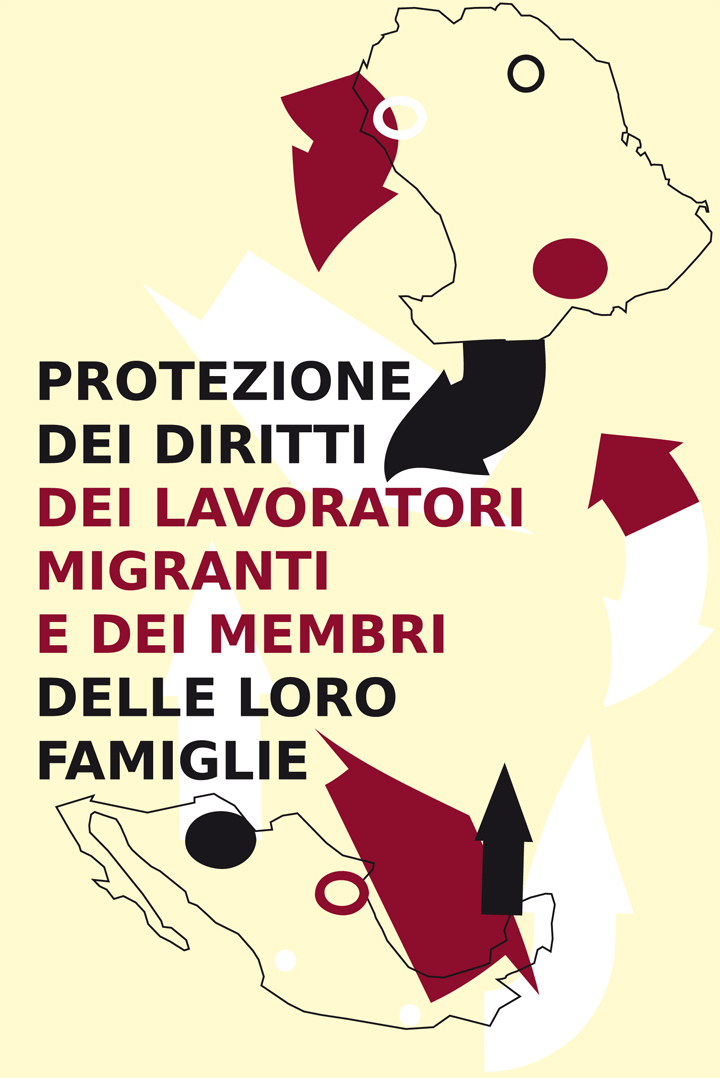 PROTEZIONE
DEI DIRITTI
DEI LAVORATORI
MIGRANTI
E DEI MEMBRI
DELLE LORO
FAMIGLIE